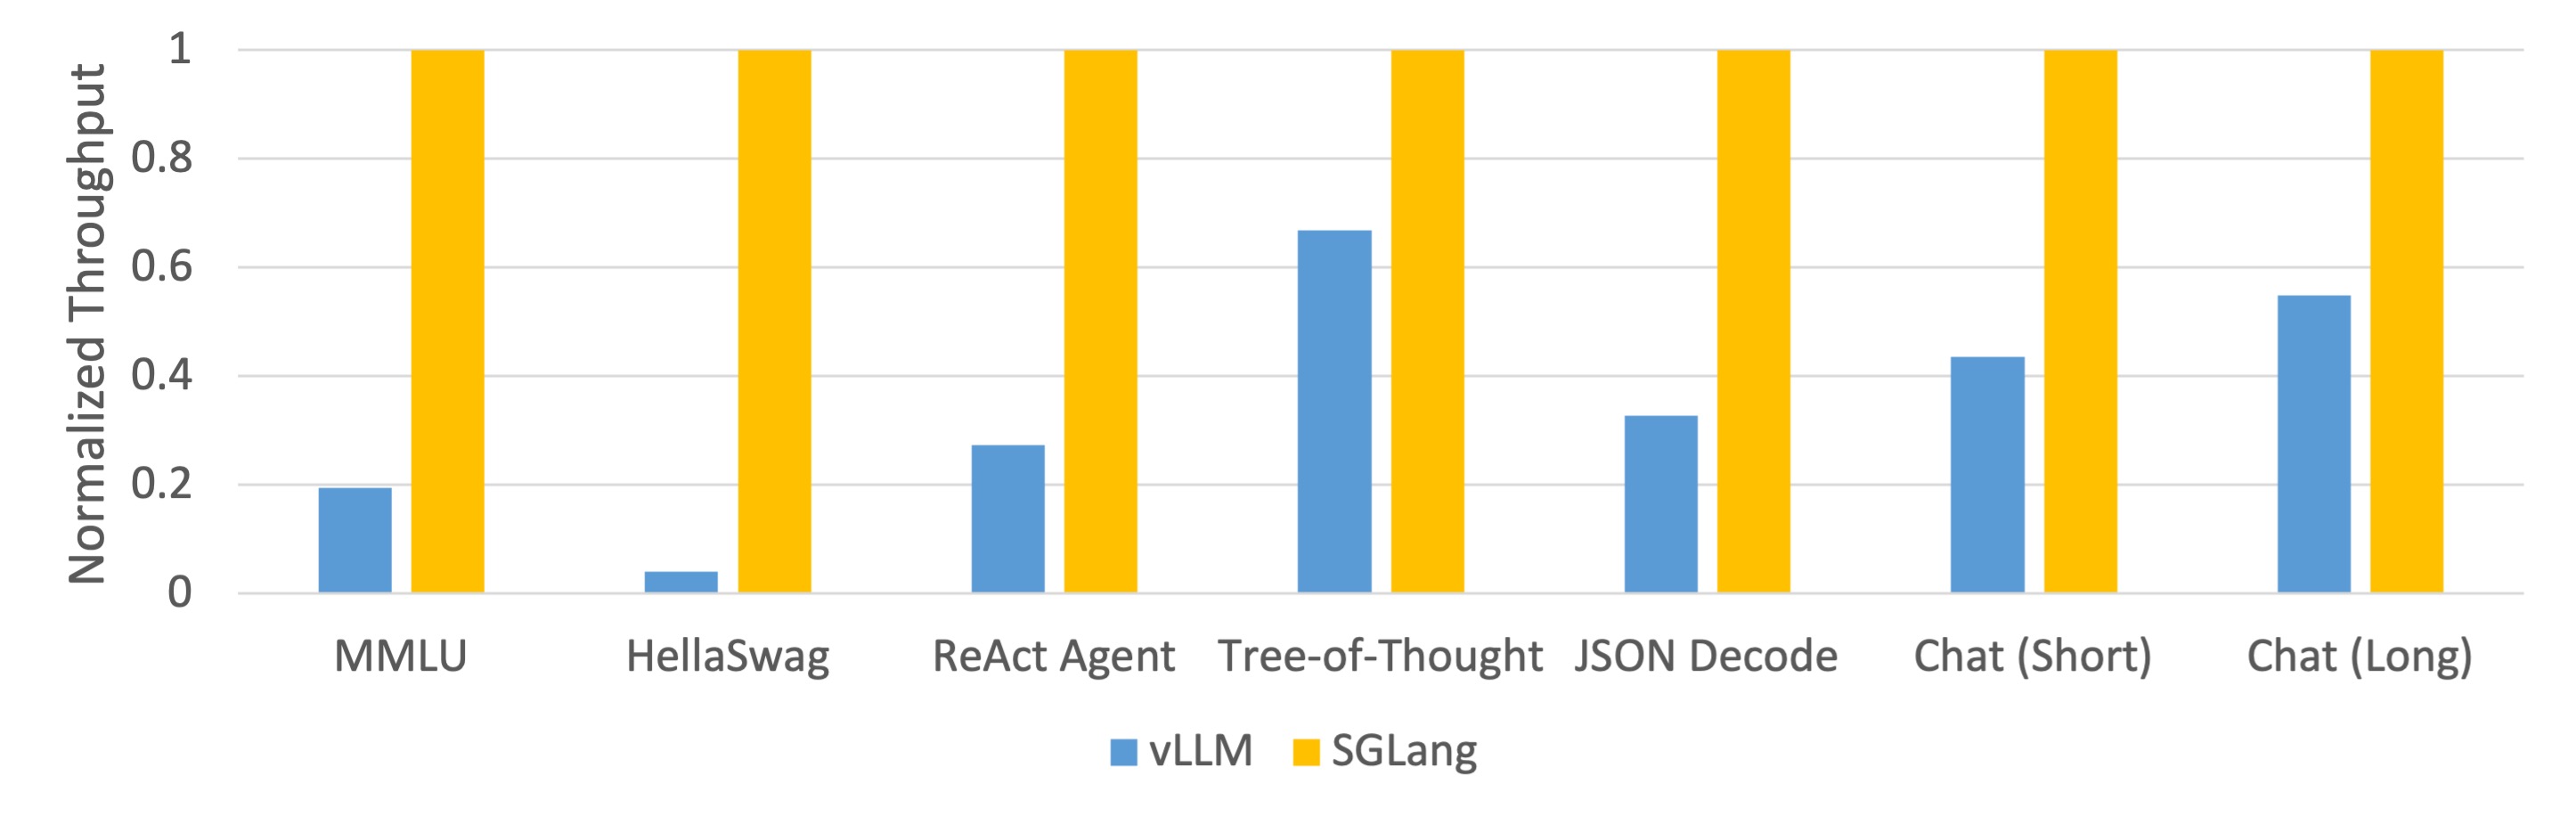 Normalized Throughput
1
0.8
0.6
0.4
0.2
0
MMLU HellaSwag ReAct Agent Tree-of-Thought JSON Decode Chat (Short) Chat (Long)
vLLM SGLang